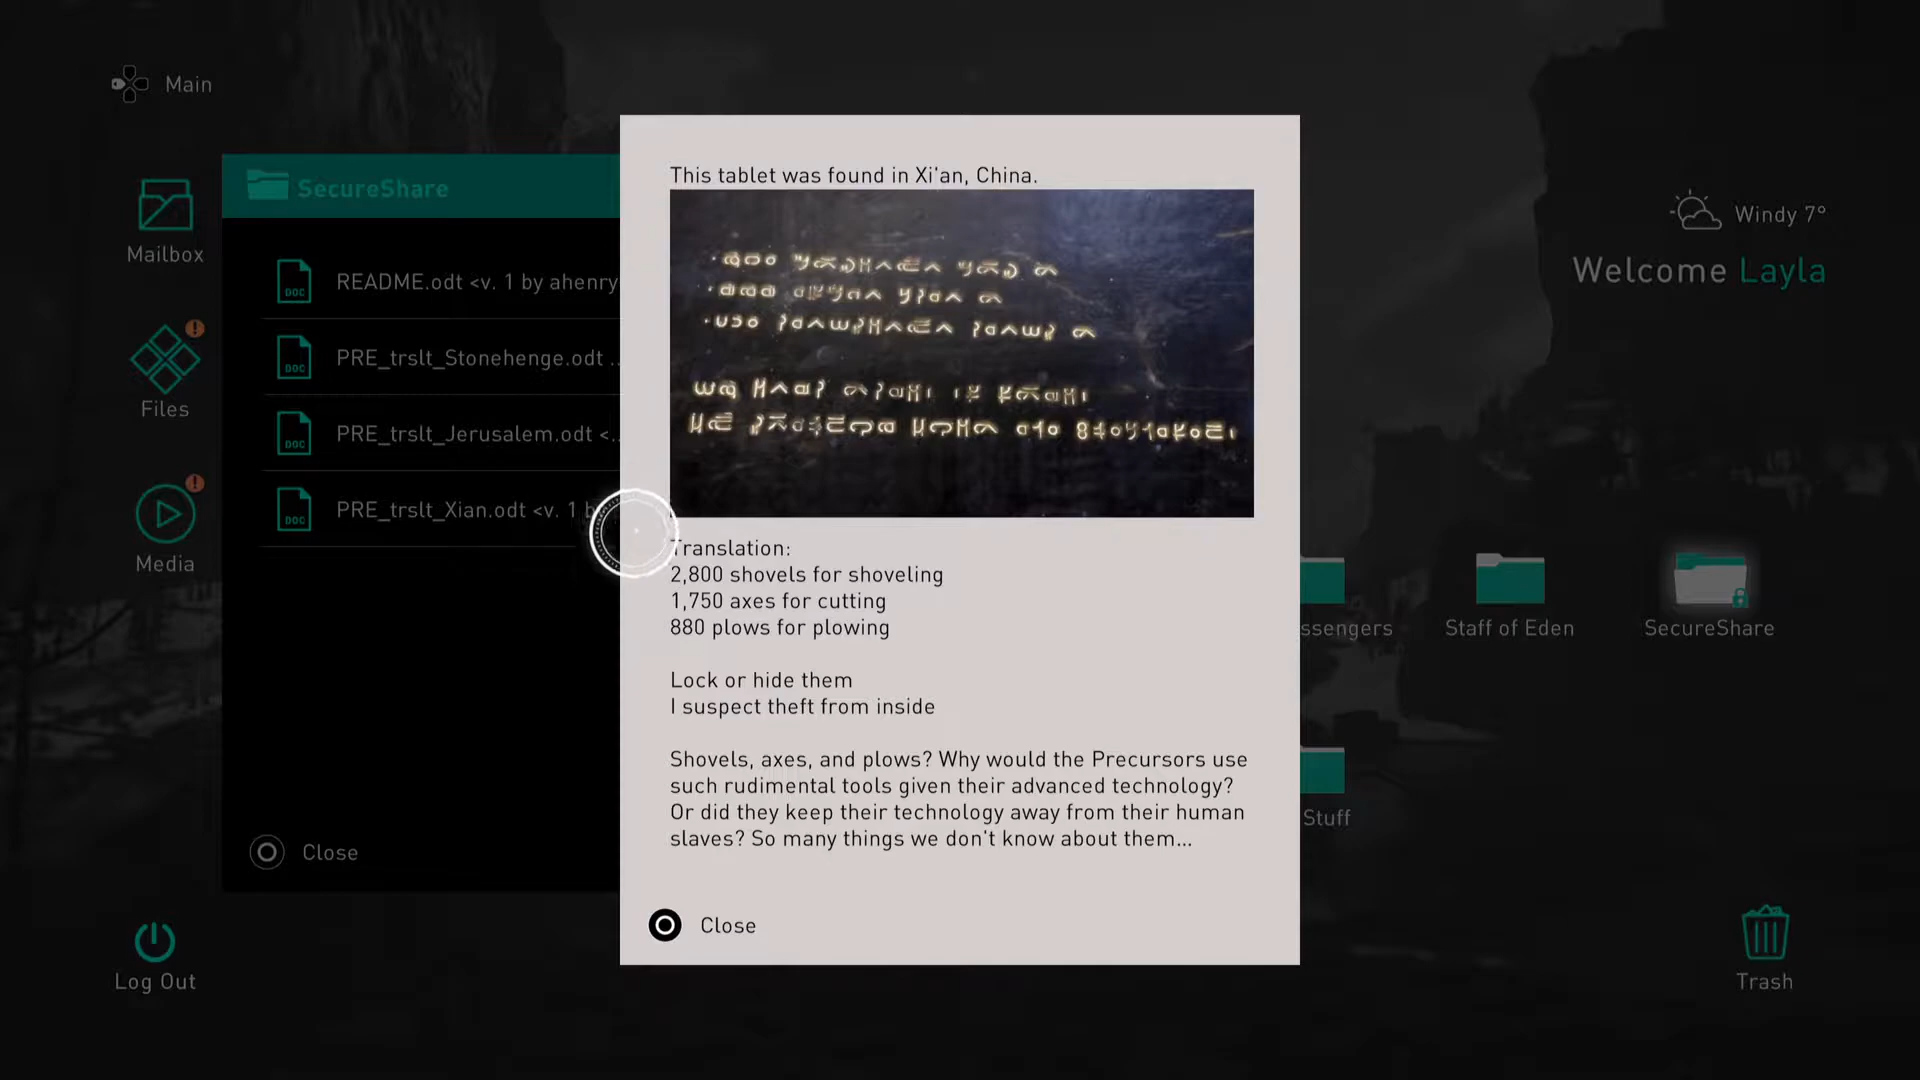 Main
SecureShare
Mailbox
README.odt <v. 1 by ahenry
PRE_trslt_Stonehenge.odt ..
Files
PRE_trslt_Jerusalem.odt <..
PRE_trslt_Xian.odt <v. 1 b
Media
Close
Log Out
This tablet was found in Xi'an, China.
Translation:
2,800 shovels for shoveling
1,750 axes for cutting
880 plows for plowing
Lock or hide them
I suspect theft from inside
Shovels, axes, and plows? Why would the Precursors use
such rudimental tools given their advanced technology?
Or did they keep their technology away from their human
slaves? So many things we don't know about them...
Close
Windy 7°
Welcome Layla
ssengers
Staff of Eden
SecureShare
Stuff
Trash